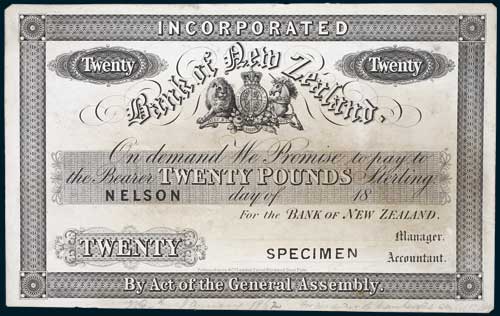 INCORPORATED
Twenty Twenty
Bank of New Zealand.
On demand We Promise to pay to
the Bearer TWENTY POUNDS Sterling
NELSON day of 18
For the BANK OF NEW ZEALAND.
Manager.
TWENTY SPECIMEN Accountant.
By Act of the General Assembly.